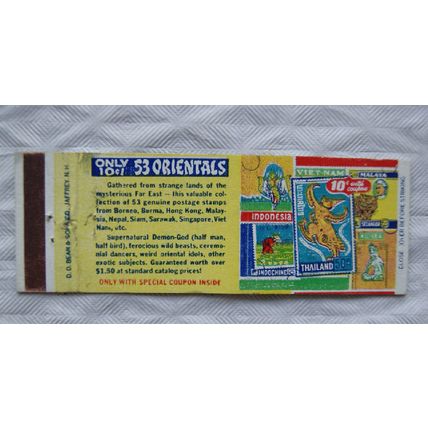 ONLY 10¢! 53 ORIENTALS
Gathered from strange lands of the
mysterious Far East — this valuable col-
lection of 53 genuine postage stamps
from Borneo, Burma, Hong Kong, Malay-
sia, Nepal, Siam, Sarawak, Singapore, Viet
Nam, etc.
Supernatural Demon-God (half man,
half bird), ferocious wild beasts, ceremo-
nial dancers, weird oriental idols, other
exotic subjects. Guaranteed worth over
$1.50 at standard catalog prices!
ONLY WITH SPECIAL COUPON INSIDE
D. D. BEAN & SONS CO., JAFFREY, N.H.
VIET-NAM
MALAYA
10¢ with coupon
INDONESIA
SELANGOR
INDOCHINE
THAILAND
CLOSE COVER BEFORE STRIKING